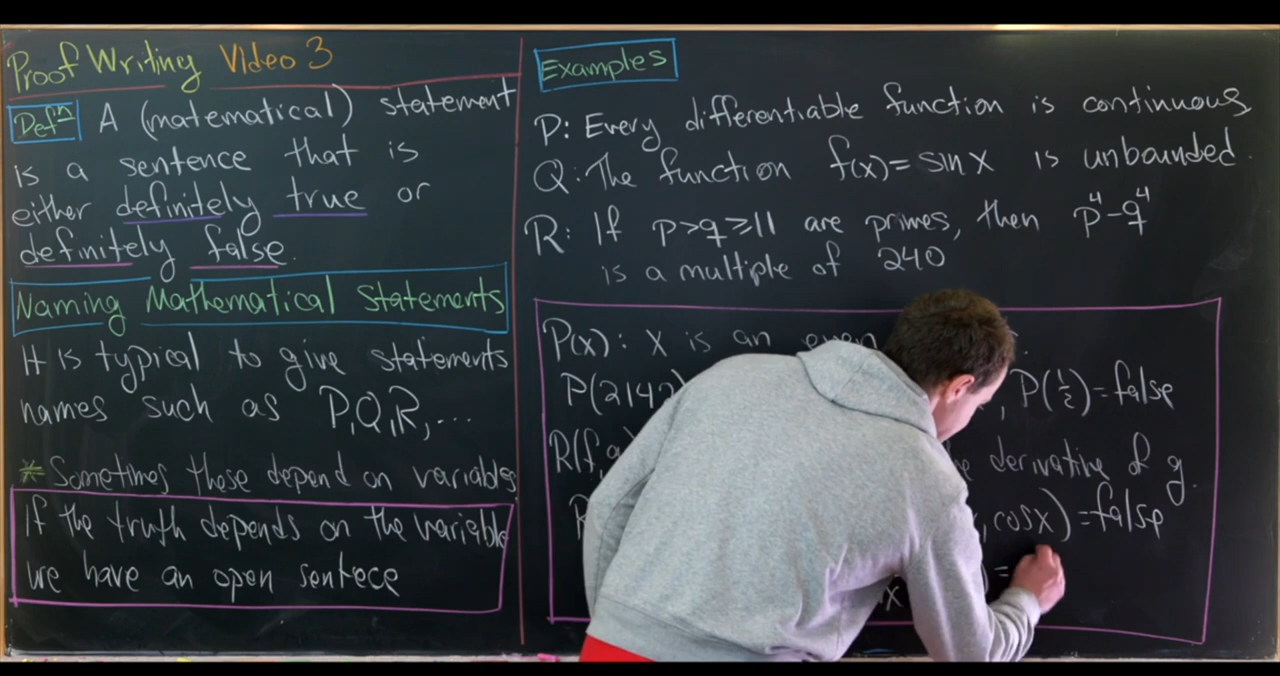 Proof Writing Video 3
Defⁿ A (matematical) statement
is a sentence that is
either definitely true or
definitely false.
Naming Mathematical Statements
It is typical to give statements
names such as P,Q,R,...
* Sometimes these depend on variables
If the truth depends on the variable
we have an open sentece
Examples
P: Every differentiable function is continuous
Q: The function f(x)= sinx is unbounded.
R: If p>q≥11 are primes, then p⁴-q⁴
is a multiple of 240
P(x): x is an even
P(2142) , P(1/2)=false
R(f,g derivative of g.
, cosx)=false
x ) =